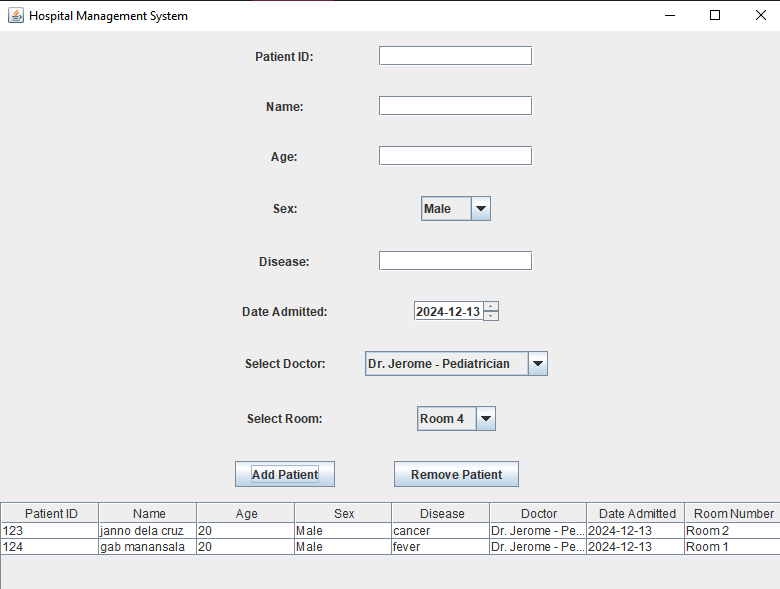 Hospital Management System
Patient ID:
Name:
Age:
Sex: Male
Disease:
Date Admitted: 2024-12-13
Select Doctor: Dr. Jerome - Pediatrician
Select Room: Room 4
Add Patient Remove Patient
Patient ID Name Age Sex Disease Doctor Date Admitted Room Number
123 janno dela cruz 20 Male cancer Dr. Jerome - Pe... 2024-12-13 Room 2
124 gab manansala 20 Male fever Dr. Jerome - Pe... 2024-12-13 Room 1